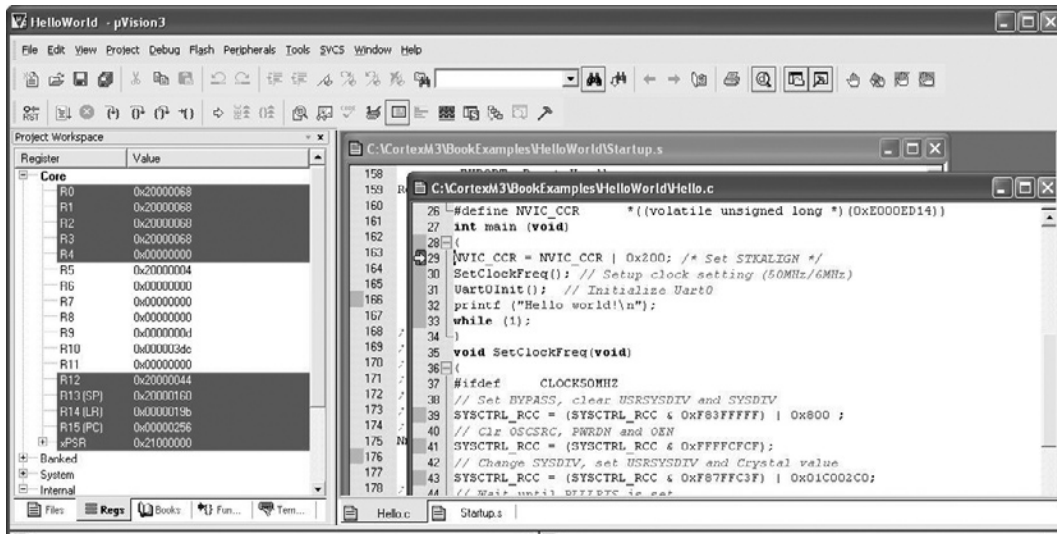 HelloWorld - µVision3
File Edit View Project Debug Flash Peripherals Tools SVCS Window Help
Project Workspace
Register Value
Core
R0 0x20000068
R1 0x20000068
R2 0x20000068
R3 0x20000068
R4 0x00000000
R5 0x20000004
R6 0x00000000
R7 0x00000000
R8 0x00000000
R9 0x0000000d
R10 0x000003dc
R11 0x00000000
R12 0x20000044
R13 (SP) 0x20000160
R14 (LR) 0x0000019b
R15 (PC) 0x00000256
xPSR 0x21000000
Banked
System
Internal
Files Regs Books Fun... Tem...
C:\CortexM3\BookExamples\HelloWorld\Startup.s
158
159
160
161
162
163
164
165
166
167
168 ;
169 ;
170 ;
171 ;
172 ;
173 ;
174 ;
175
176
177
178 ;
C:\CortexM3\BookExamples\HelloWorld\Hello.c
26 #define NVIC_CCR *((volatile unsigned long *)(0xE000ED14))
27 int main (void)
28 {
29 NVIC_CCR = NVIC_CCR | 0x200; /* Set STKALIGN */
30 SetClockFreq(); // Setup clock setting (50MHz/6MHz)
31 Uart0Init(); // Initialize Uart0
32 printf ("Hello world!\n");
33 while (1);
34 }
35 void SetClockFreq(void)
36 {
37 #ifdef CLOCK50MHZ
38 // Set BYPASS, clear USRSYSDIV and SYSDIV
39 SYSCTRL_RCC = (SYSCTRL_RCC & 0xF83FFFFF) | 0x800 ;
40 // Clr OSCSRC, PWRDN and OEN
41 SYSCTRL_RCC = (SYSCTRL_RCC & 0xFFFFCFCF);
42 // Change SYSDIV, set USRSYSDIV and Crystal value
43 SYSCTRL_RCC = (SYSCTRL_RCC & 0xF87FFC3F) | 0x01C002C0;
44 // Wait until PLLLRIS is set
Hello.c Startup.s